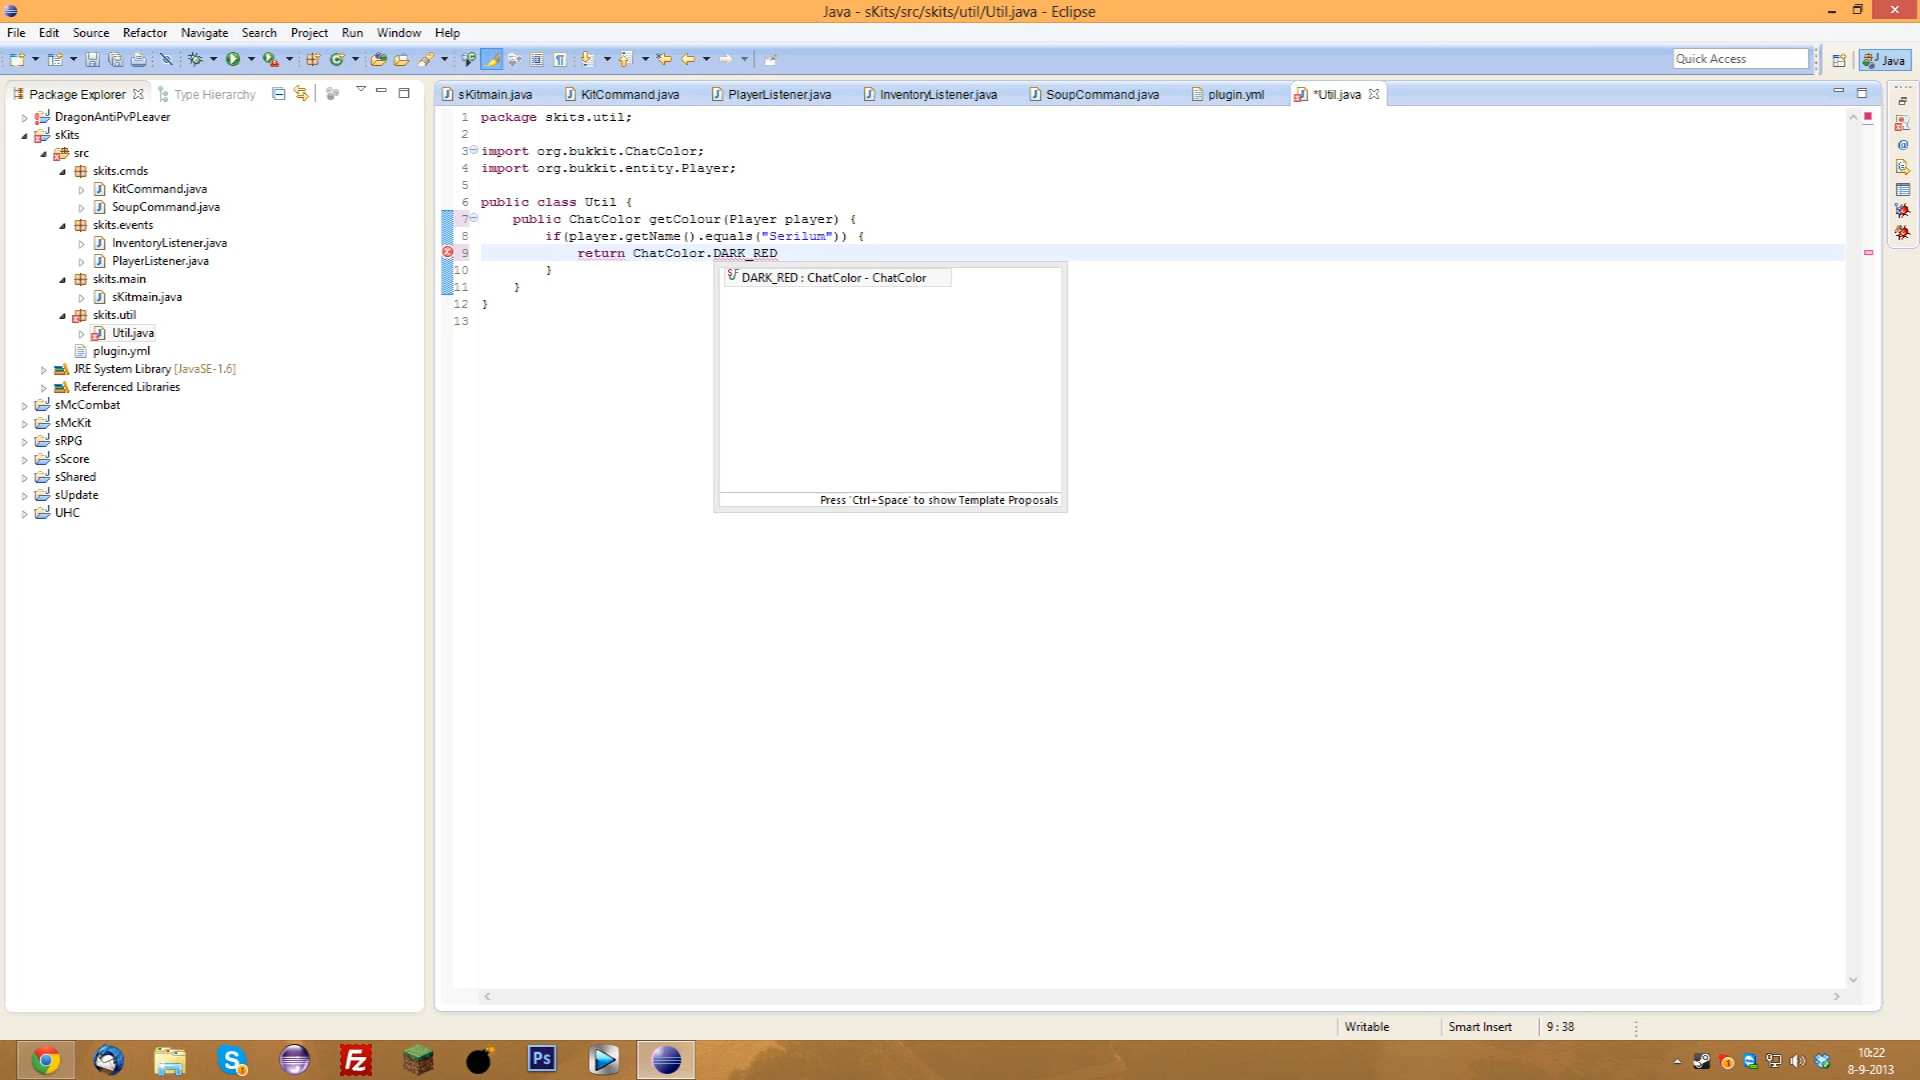 Java - sKits/src/skits/util/Util.java - Eclipse
File Edit Source Refactor Navigate Search Project Run Window Help
Quick Access
Java
Package Explorer
Type Hierarchy
DragonAntiPvPLeaver
sKits
src
skits.cmds
KitCommand.java
SoupCommand.java
skits.events
InventoryListener.java
PlayerListener.java
skits.main
sKitmain.java
skits.util
Util.java
plugin.yml
JRE System Library [JavaSE-1.6]
Referenced Libraries
sMcCombat
sMcKit
sRPG
sScore
sShared
sUpdate
UHC
sKitmain.java KitCommand.java PlayerListener.java InventoryListener.java SoupCommand.java plugin.yml *Util.java
1 package skits.util;
2
3 import org.bukkit.ChatColor;
4 import org.bukkit.entity.Player;
5
6 public class Util {
7 public ChatColor getColour(Player player) {
8 if(player.getName().equals("Serilum")) {
9 return ChatColor.DARK_RED
10 }
11 }
12 }
13
DARK_RED : ChatColor - ChatColor
Press 'Ctrl+Space' to show Template Proposals
Writable Smart Insert 9 : 38
Fz
Ps
10:22
8-9-2013